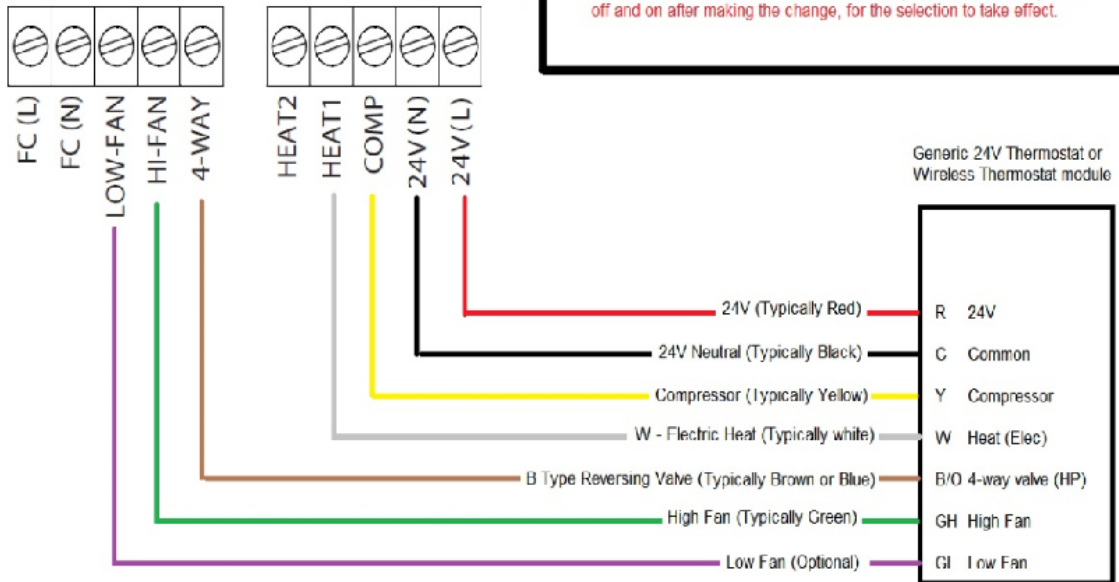 off and on after making the change, for the selection to take effect.
FC (L)
FC (N)
LOW-FAN
HI-FAN
4-WAY
HEAT2
HEAT1
COMP
24V(N)
24V(L)
Generic 24V Thermostat or
Wireless Thermostat module
24V (Typically Red)
R 24V
24V Neutral (Typically Black)
C Common
Compressor (Typically Yellow)
Y Compressor
W - Electric Heat (Typically white)
W Heat (Elec)
B Type Reversing Valve (Typically Brown or Blue)
B/O 4-way valve (HP)
High Fan (Typically Green)
GH High Fan
Low Fan (Optional)
GL Low Fan